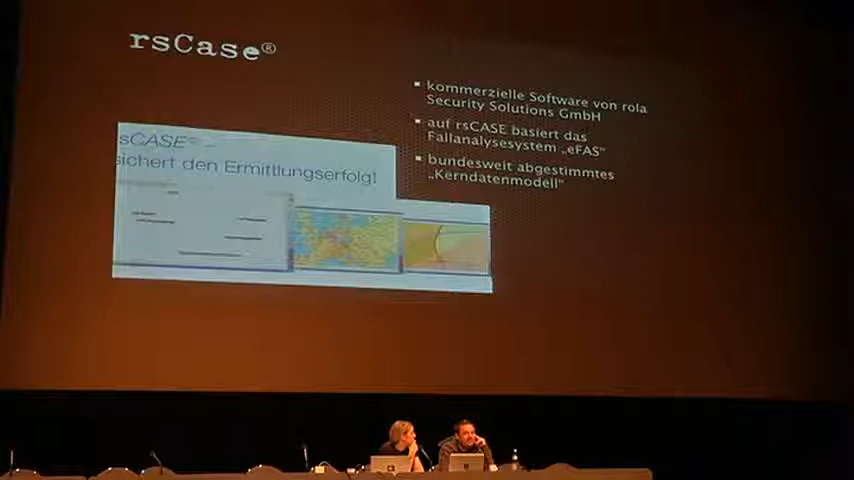 rsCase®
kommerzielle Software von rola
Security Solutions GmbH
auf rsCASE basiert das
Fallanalysesystem „eFAS"
bundesweit abgestimmtes
„Kerndatenmodell"
sCASE®
sichert den Ermittlungserfolg!